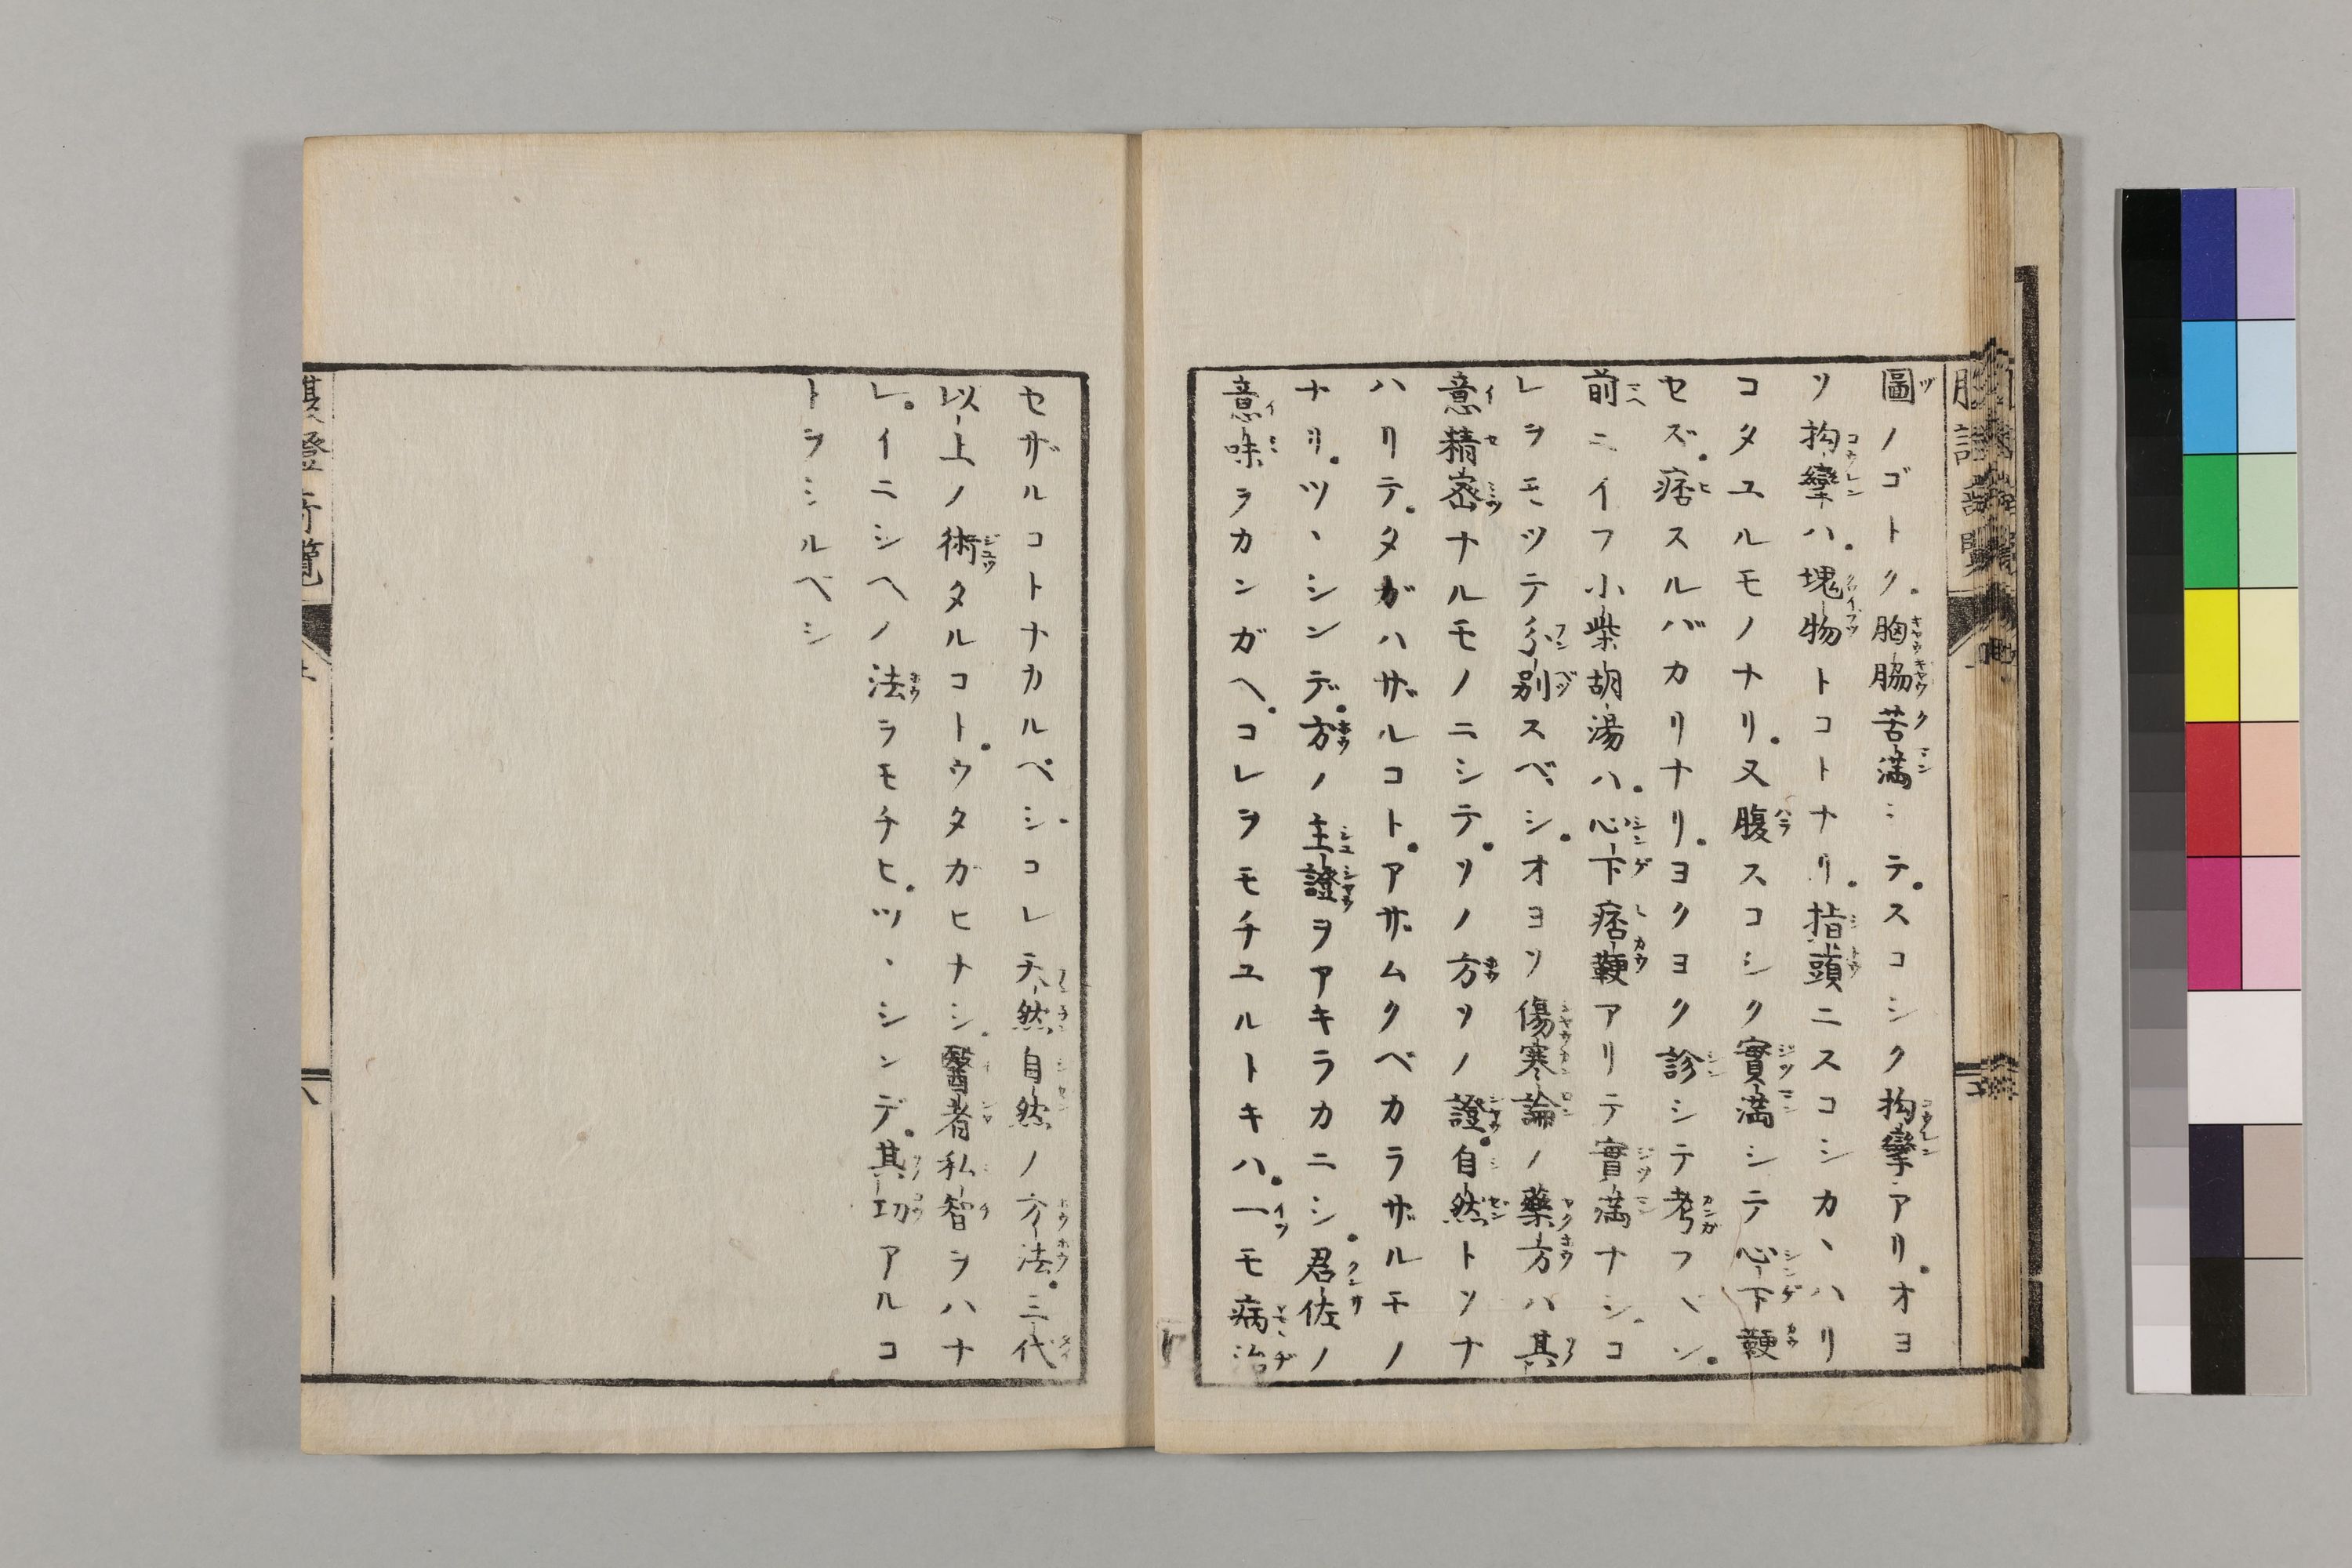 圖ノゴトク。胸脇苦満ミテ。スコシク拘攣アリ。オヨ
ソ拘攣ハ。塊物トコトナリ。指頭ニスコシカヽハリ
コタユルモノナリ。又腹スコシク實満シテ心下鞕
セズ。痞スルバカリナリ。ヨクヨク診シテ考フベシ。
前ニイフ小柴胡湯ハ。心下痞鞕アリテ實満ナシ。コ
レヲモツテ分別スベシ。オヨソ傷寒論ノ藥方ハ其
意精密ナルモノニシテ。ソノ方ソノ證。自然トソナ
ハリテ。タガハザルコト。アザムクベカラザルモノ
ナリ。ツヽシンデ。方ノ主證ヲアキラカニシ。君佐ノ
意味ヲカンガヘ。コレヲモチユルトキハ。一モ病治
セザルコトナカルベシ。コレ天然自然ノ方法。三代
以上ノ術タルコト。ウタガヒナシ。醫者私智ヲハナ
レ。イニシヘノ法ヲモチヒ。ツヽシンデ。其功アルコ
トヲシルベシ